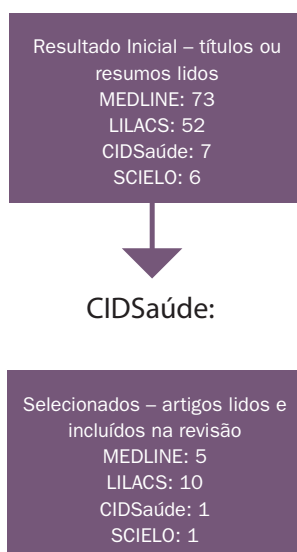 Resultado Inicial – títulos ou
resumos lidos
MEDLINE: 73
LILACS: 52
CIDSaúde: 7
SCIELO: 6
CIDSaúde:
Selecionados – artigos lidos e
incluídos na revisão
MEDLINE: 5
LILACS: 10
CIDSaúde: 1
SCIELO: 1